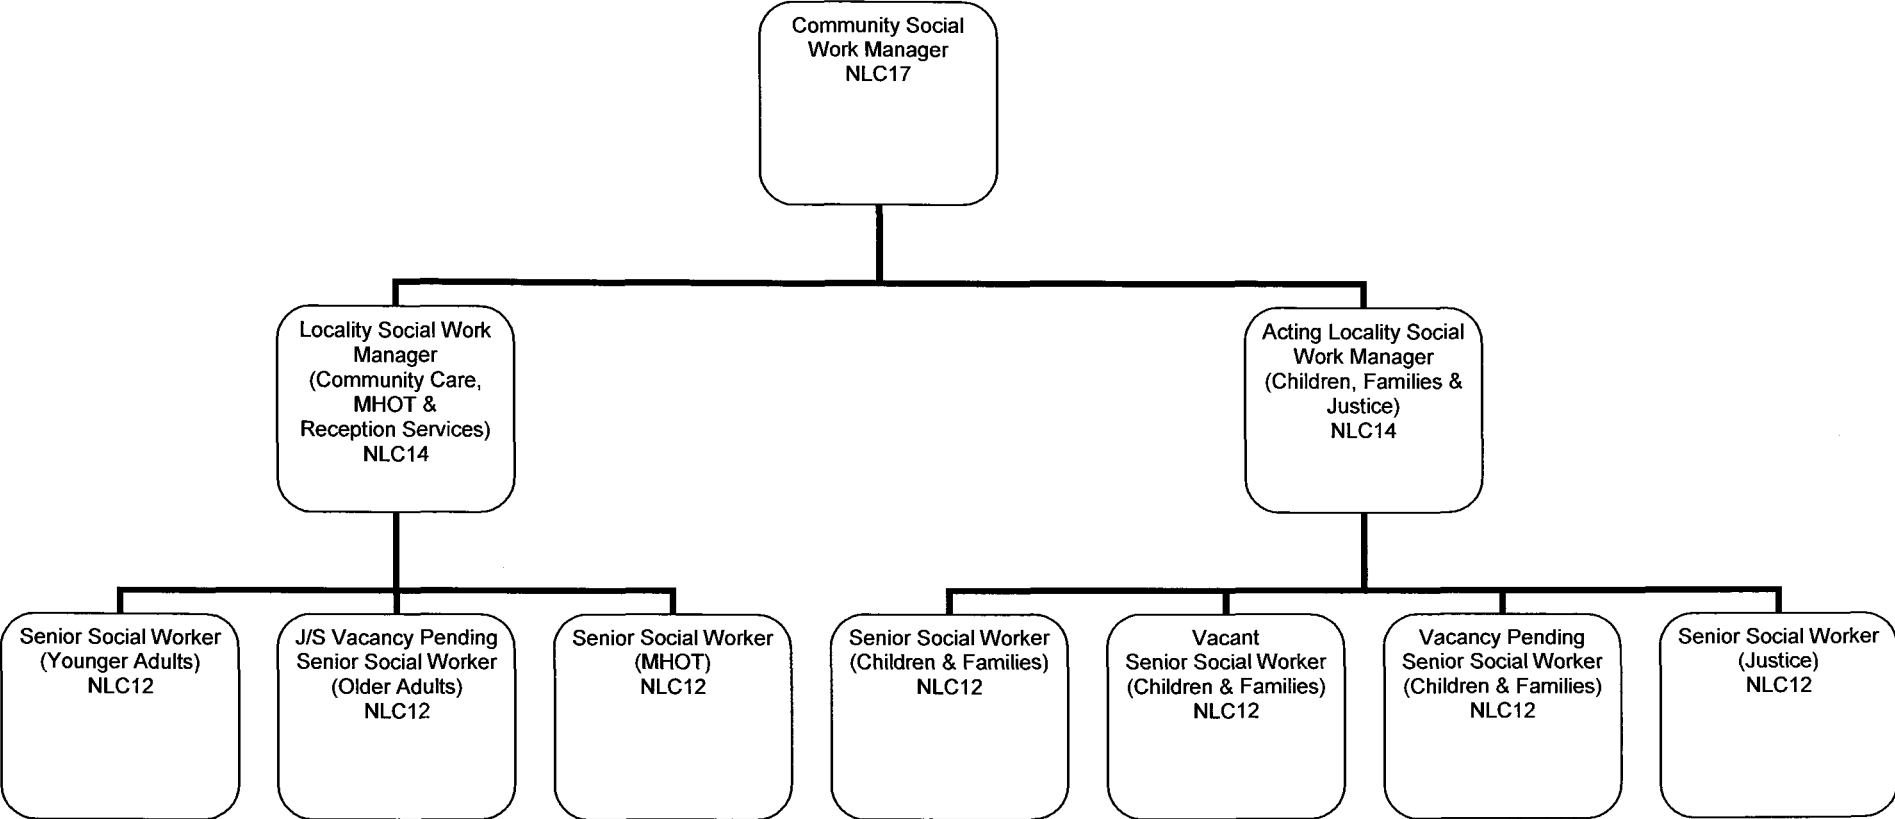 Community Social
Work Manager
NLC17
Locality Social Work
Manager
(Community Care,
MHOT &
Reception Services)
NLC14
Acting Locality Social
Work Manager
(Children, Families &
Justice)
NLC14
Senior Social Worker
(Younger Adults)
NLC12
J/S Vacancy Pending
Senior Social Worker
(Older Adults)
NLC12
Senior Social Worker
(MHOT)
NLC12
Senior Social Worker
(Children & Families)
NLC12
Vacant
Senior Social Worker
(Children & Families)
NLC12
Vacancy Pending
Senior Social Worker
(Children & Families)
NLC12
Senior Social Worker
(Justice)
NLC12